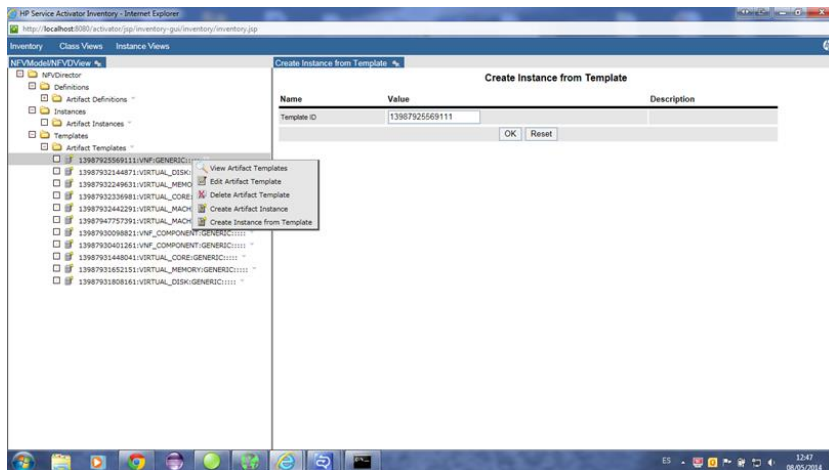 HP Service Activator Inventory - Internet Explorer
http://localhost:8080/activator/jsp/inventory-gui/inventory/inventory.jsp
Inventory Class Views Instance Views
NFVModel/NFVDView
NFVDirector
Definitions
Artifact Definitions
Instances
Artifact Instances
Templates
Artifact Templates
13987925569111:VNF:GENERIC:::
13987932144871:VIRTUAL_DISK:
13987932249631:VIRTUAL_MEMO
13987932336981:VIRTUAL_CORE:
13987932442291:VIRTUAL_MACH
13987947757391:VIRTUAL_MACH
13987930098821:VNF_COMPONENT:GENERIC:::::
13987930401261:VNF_COMPONENT:GENERIC:::::
13987931448041:VIRTUAL_CORE:GENERIC:::::
13987931652151:VIRTUAL_MEMORY:GENERIC:::::
13987931808161:VIRTUAL_DISK:GENERIC:::::
View Artifact Templates
Edit Artifact Template
Delete Artifact Template
Create Artifact Instance
Create Instance from Template
Create Instance from Template
Create Instance from Template
Name Value Description
Template ID 13987925569111
OK Reset
ES 12:47
08/05/2014